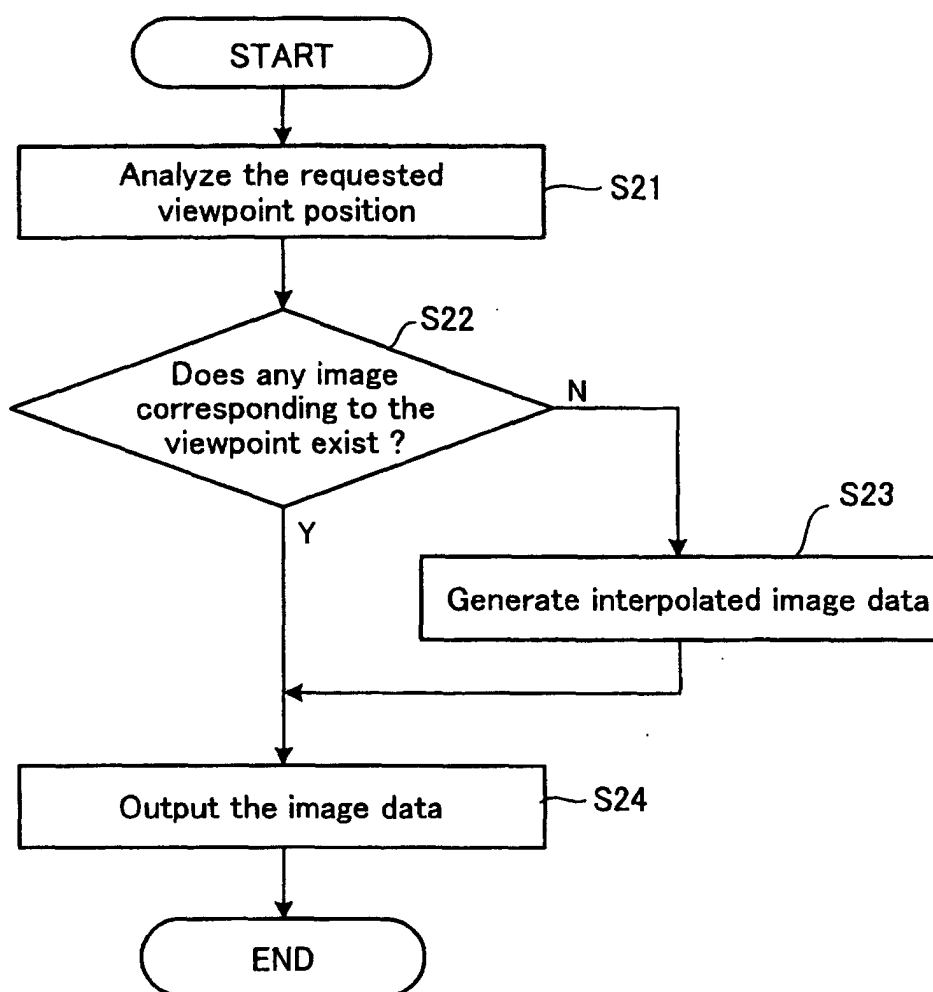 START
Analyze the requested
viewpoint position
S21
S22
Does any image
corresponding to the
viewpoint exist ?
N
Y
S23
Generate interpolated image data
Output the image data
S24
END